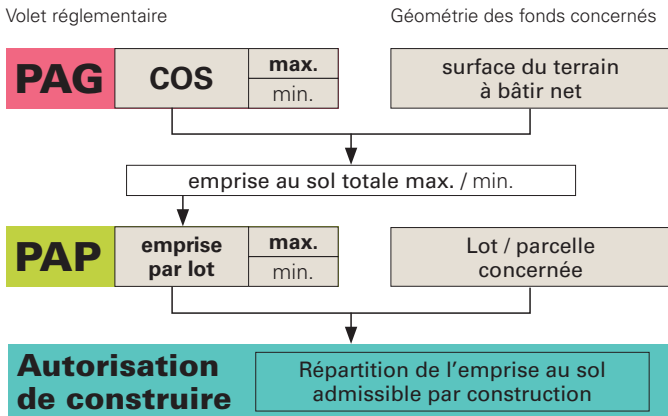 Volet réglementaire
Géométrie des fonds concernés
PAG
COS
max.
min.
surface du terrain
à bâtir net
emprise au sol totale max. / min.
PAP
emprise
par lot
max.
min.
Lot / parcelle
concernée
Autorisation
de construire
Répartition de l'emprise au sol
admissible par construction